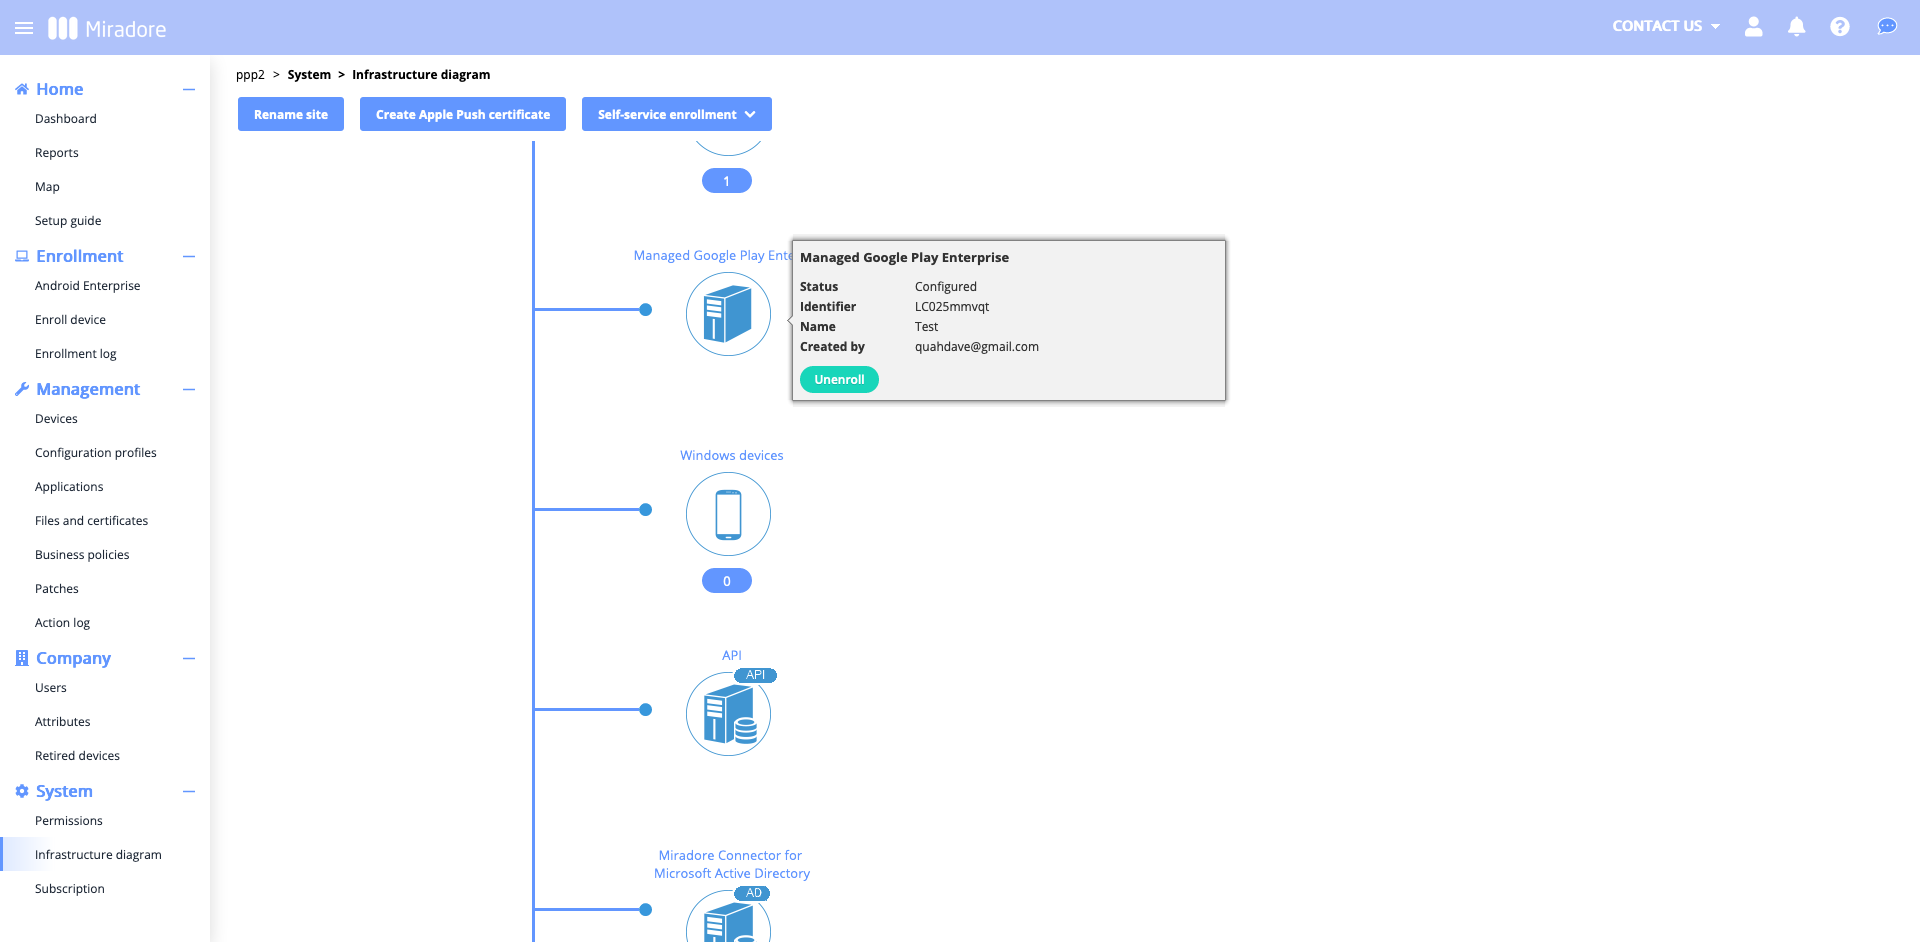 Miradore
CONTACT US
Home
Dashboard
Reports
Map
Setup guide
Enrollment
Android Enterprise
Enroll device
Enrollment log
Management
Devices
Configuration profiles
Applications
Files and certificates
Business policies
Patches
Action log
Company
Users
Attributes
Retired devices
System
Permissions
Infrastructure diagram
Subscription
ppp2 > System > Infrastructure diagram
Rename site
Create Apple Push certificate
Self-service enrollment
1
Managed Google Play Ente
Managed Google Play Enterprise
Status Configured
Identifier LC025mmvqt
Name Test
Created by quahdave@gmail.com
Unenroll
Windows devices
0
API
API
Miradore Connector for
Microsoft Active Directory
AD